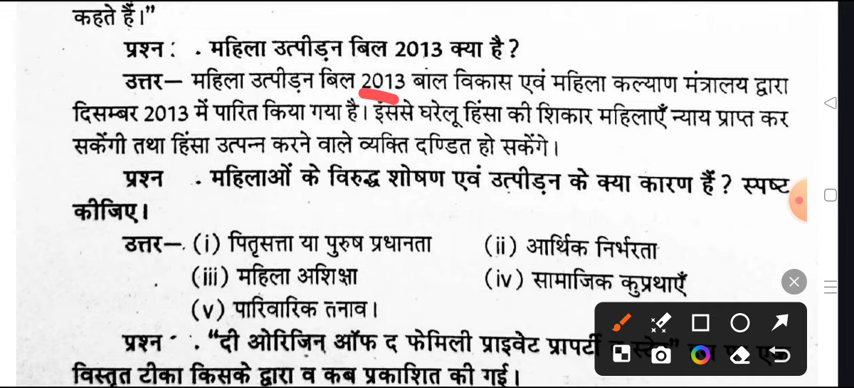 कहते हैं।”
प्रश्न : . महिला उत्पीड़न बिल 2013 क्या है ?
उत्तर– महिला उत्पीड़न बिल 2013 बाल विकास एवं महिला कल्याण मंत्रालय द्वारा
दिसम्बर 2013 में पारित किया गया है। इससे घरेलू हिंसा की शिकार महिलाएँ न्याय प्राप्त कर
सकेंगी तथा हिंसा उत्पन्न करने वाले व्यक्ति दण्डित हो सकेंगे।
प्रश्न . महिलाओं के विरुद्ध शोषण एवं उत्पीड़न के क्या कारण हैं ? स्पष्ट
कीजिए।
उत्तर– (i) पितृसत्ता या पुरुष प्रधानता (ii) आर्थिक निर्भरता
(iii) महिला अशिक्षा (iv) सामाजिक कुप्रथाएँ
(v) पारिवारिक तनाव।
प्रश्न . “दी ओरिजिन ऑफ द फेमिली प्राइवेट प्रापर्टी
विस्तृत टीका किसके द्वारा व कब प्रकाशित की गई।